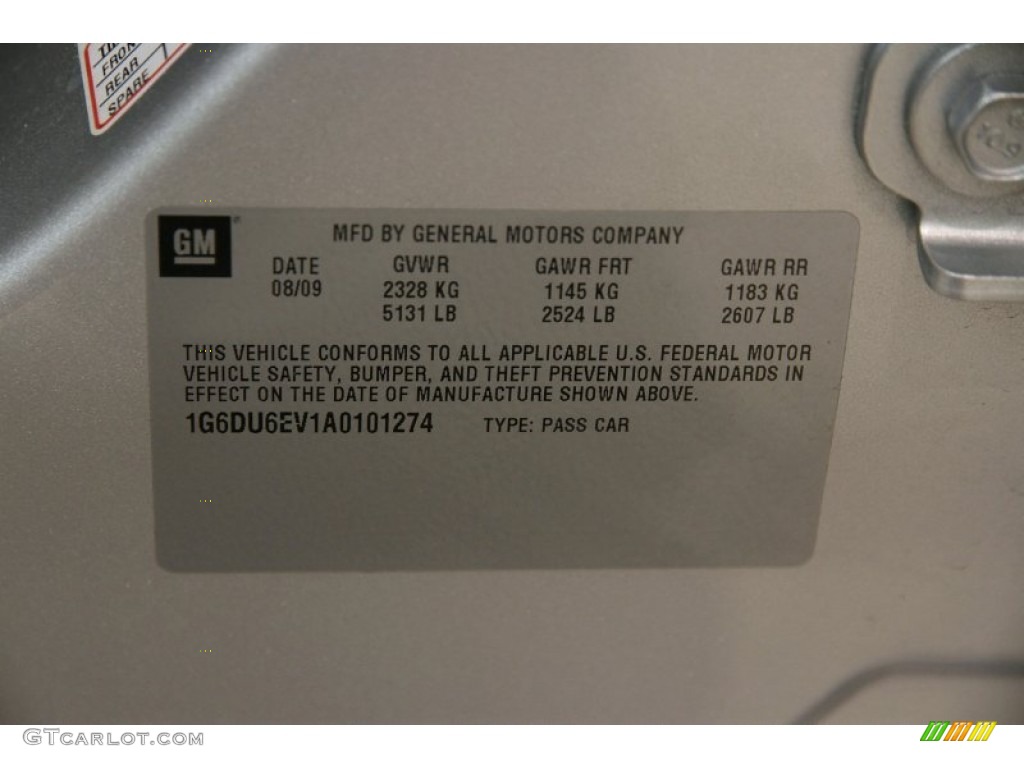 FRONT
REAR
SPARE
10.9
GM
MFD BY GENERAL MOTORS COMPANY
DATE GVWR GAWR FRT GAWR RR
08/09 2328 KG 1145 KG 1183 KG
5131 LB 2524 LB 2607 LB
THIS VEHICLE CONFORMS TO ALL APPLICABLE U.S. FEDERAL MOTOR
VEHICLE SAFETY, BUMPER, AND THEFT PREVENTION STANDARDS IN
EFFECT ON THE DATE OF MANUFACTURE SHOWN ABOVE.
1G6DU6EV1A0101274 TYPE: PASS CAR
GTCARLOT.COM